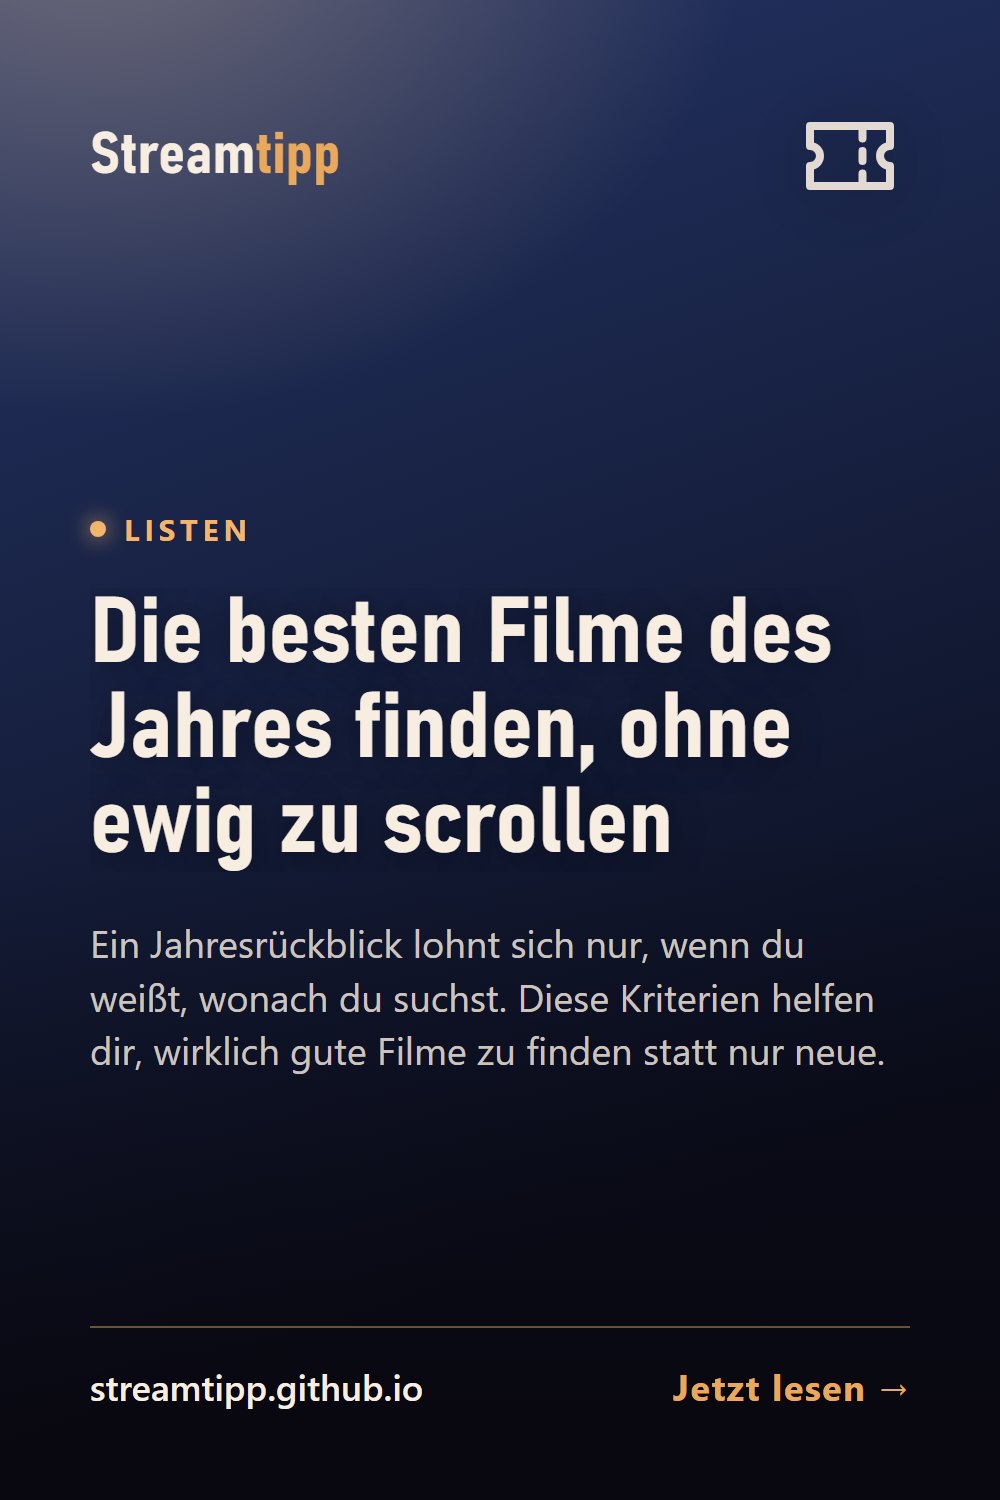 Streamtipp
LISTEN
Die besten Filme des
Jahres finden, ohne
ewig zu scrollen
Ein Jahresrückblick lohnt sich nur, wenn du
weißt, wonach du suchst. Diese Kriterien helfen
dir, wirklich gute Filme zu finden statt nur neue.
streamtipp.github.io
Jetzt lesen →